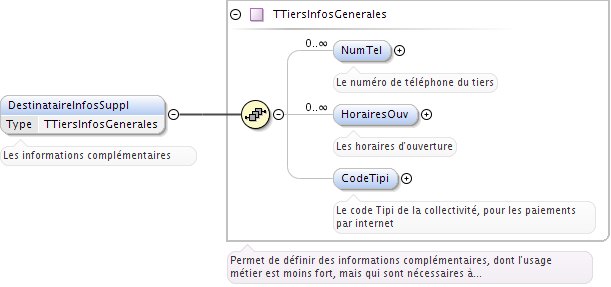 TTiersInfosGenerales
0..∞
NumTel
Le numéro de téléphone du tiers
DestinataireInfosSuppl
Type TTiersInfosGenerales
Les informations complémentaires
0..∞
HorairesOuv
Les horaires d'ouverture
CodeTipi
Le code Tipi de la collectivité, pour les paiements
par internet
Permet de définir des informations complémentaires, dont l'usage
métier est moins fort, mais qui sont nécessaires à...